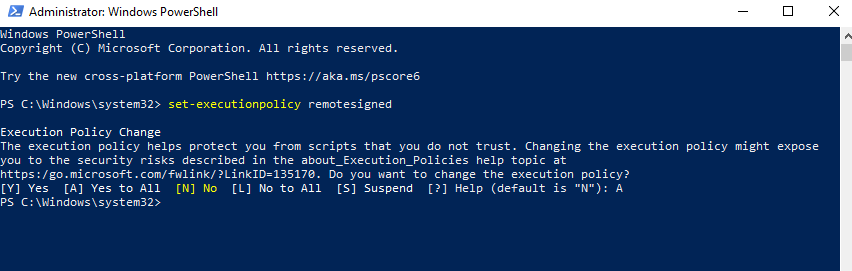 Administrator: Windows PowerShell
Windows PowerShell
Copyright (C) Microsoft Corporation. All rights reserved.
Try the new cross-platform PowerShell https://aka.ms/pscore6
PS C:\Windows\system32> set-executionpolicy remotesigned
Execution Policy Change
The execution policy helps protect you from scripts that you do not trust. Changing the execution policy might expose
you to the security risks described in the about_Execution_Policies help topic at
https:/go.microsoft.com/fwlink/?LinkID=135170. Do you want to change the execution policy?
[Y] Yes  [A] Yes to All  [N] No  [L] No to All  [S] Suspend  [?] Help (default is "N"): A
PS C:\Windows\system32>